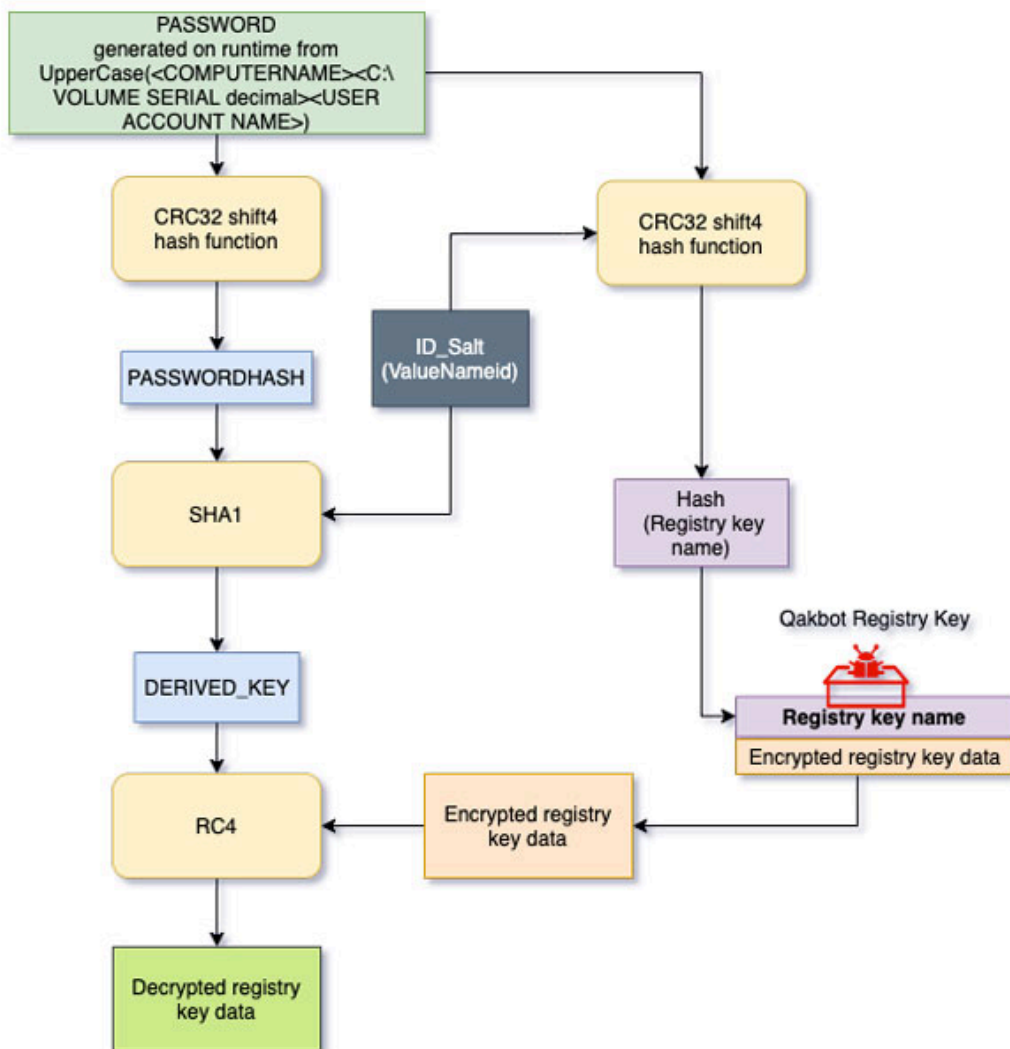 PASSWORD
generated on runtime from
UpperCase(<COMPUTERNAME><C:\
VOLUME SERIAL decimal><USER
ACCOUNT NAME>)
CRC32 shift4
hash function
CRC32 shift4
hash function
ID_Salt
(ValueNameid)
PASSWORDHASH
SHA1
Hash
(Registry key
name)
Qakbot Registry Key
DERIVED_KEY
Registry key name
Encrypted registry key data
RC4
Encrypted registry
key data
Decrypted registry
key data